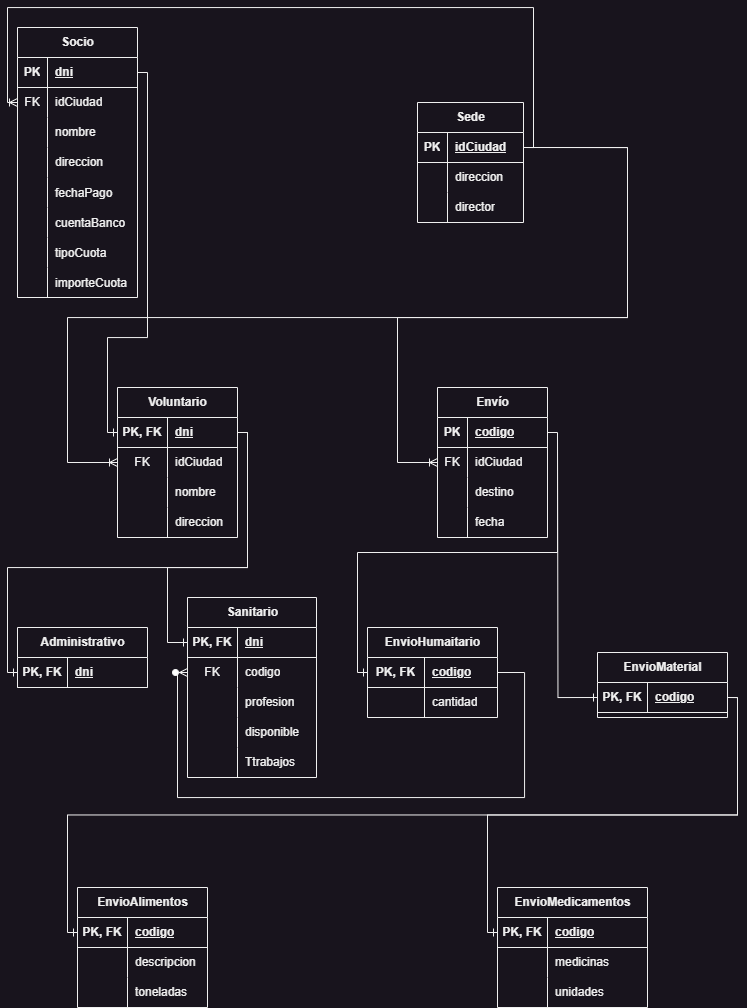 Socio
PK dni
FK idCiudad
nombre
direccion
fechaPago
cuentaBanco
tipoCuota
importeCuota
Sede
PK idCiudad
direccion
director
Voluntario
PK, FK dni
FK idCiudad
nombre
direccion
Envío
PK codigo
FK idCiudad
destino
fecha
Administrativo
PK, FK dni
Sanitario
PK, FK dni
FK codigo
profesion
disponible
Ttrabajos
EnvioHumaitario
PK, FK codigo
cantidad
EnvioMaterial
PK, FK codigo
EnvioAlimentos
PK, FK codigo
descripcion
toneladas
EnvioMedicamentos
PK, FK codigo
medicinas
unidades